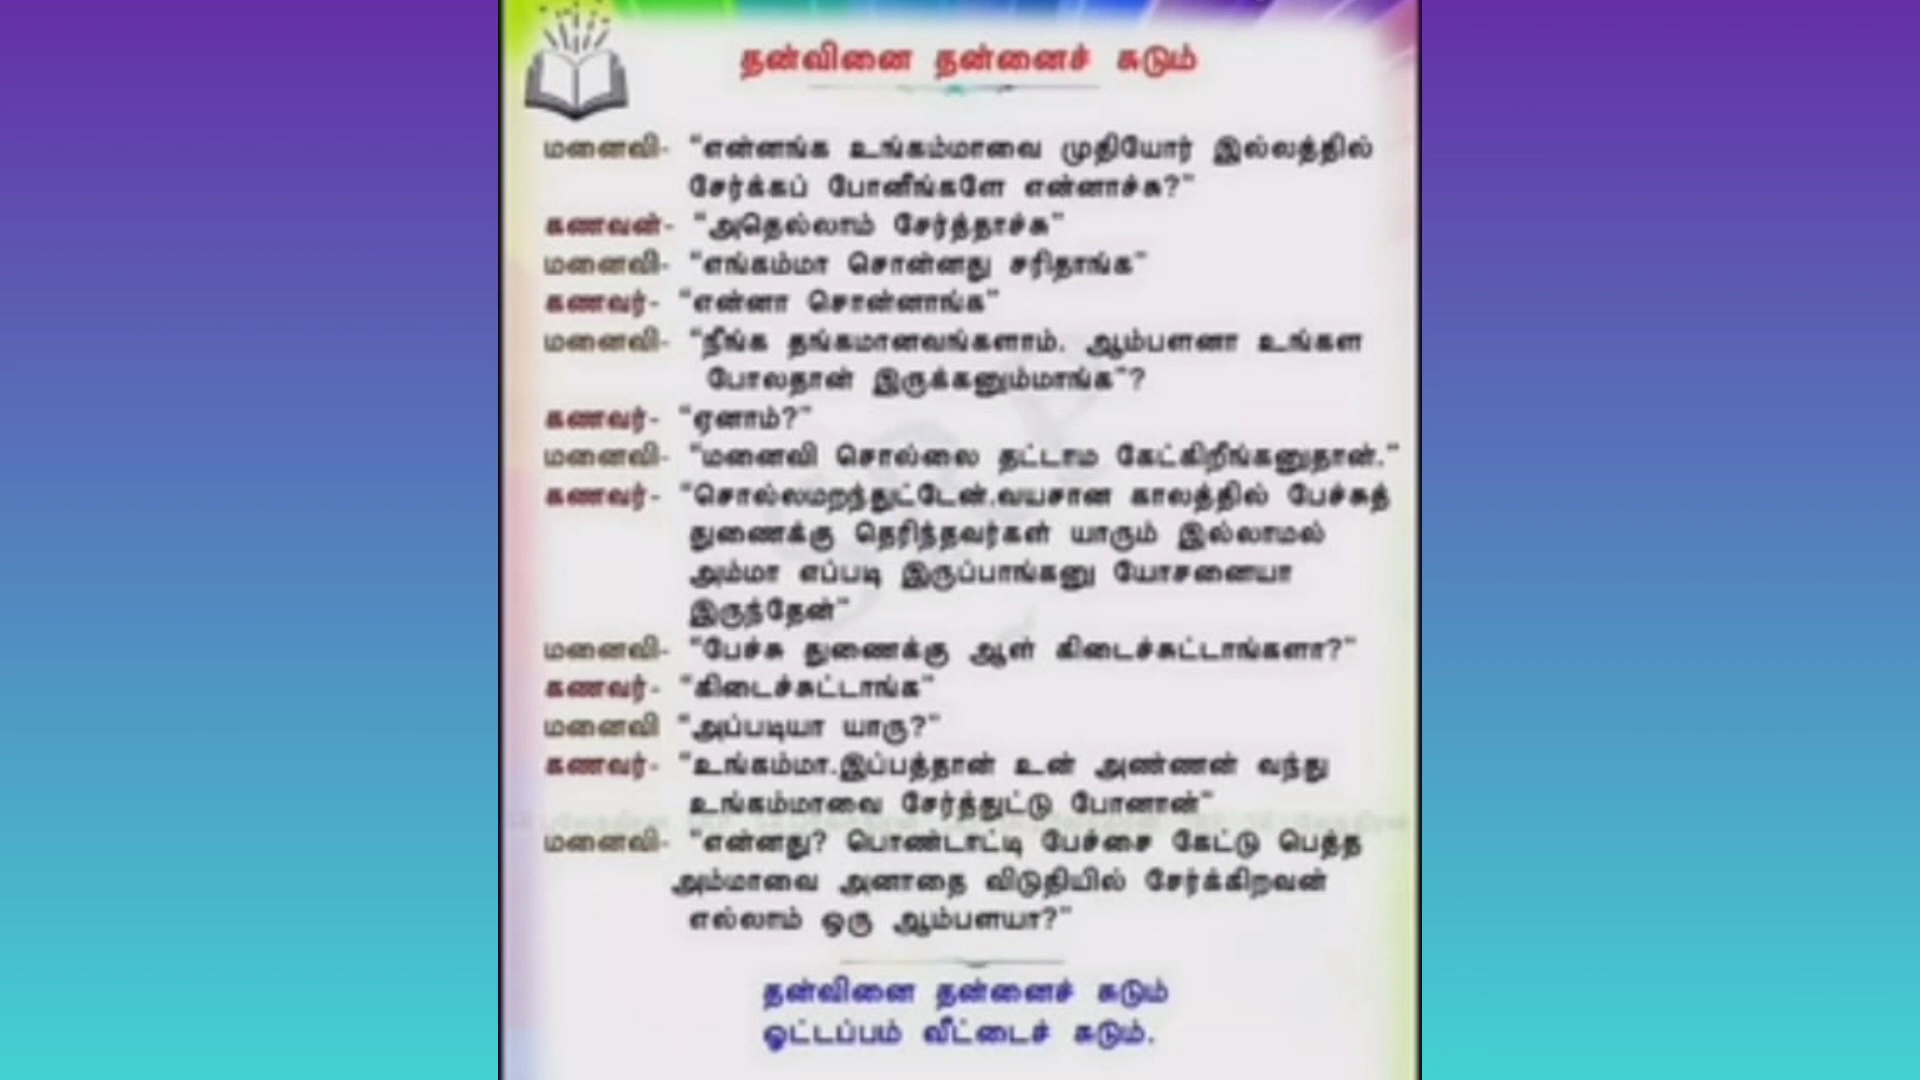 தன்வினை தன்னைச் சுடும்
மனைவி- "என்னங்க உங்கம்மாவை முதியோர் இல்லத்தில்
சேர்க்கப் போனீங்களே என்னாச்சு?"
கணவன்- "அதெல்லாம் சேர்த்தாச்சு"
மனைவி- "எங்கம்மா சொன்னது சரிதாங்க"
கணவர்- "என்னா சொன்னாங்க"
மனைவி- "நீங்க தங்கமானவங்களாம். ஆம்பளனா உங்கள
போலதான் இருக்கனும்மாங்க"?
கணவர்- "ஏனாம்?"
மனைவி- "மனைவி சொல்லை தட்டாம கேட்கிறீங்கனுதான்."
கணவர்- "சொல்லமறந்துட்டேன்.வயசான காலத்தில் பேச்சுத்
துணைக்கு தெரிந்தவர்கள் யாரும் இல்லாமல்
அம்மா எப்படி இருப்பாங்கனு யோசனையா
இருந்தேன்"
மனைவி- "பேச்சு துணைக்கு ஆள் கிடைச்சுட்டாங்களா?"
கணவர்- "கிடைச்சுட்டாங்க"
மனைவி "அப்படியா யாரு?"
கணவர்- "உங்கம்மா.இப்பத்தான் உன் அண்ணன் வந்து
உங்கம்மாவை சேர்த்துட்டு போனான்"
மனைவி- "என்னது? பொண்டாட்டி பேச்சை கேட்டு பெத்த
அம்மாவை அனாதை விடுதியில் சேர்க்கிறவன்
எல்லாம் ஒரு ஆம்பளயா?"
தன்வினை தன்னைச் சுடும்
ஓட்டப்பம் வீட்டைச் சுடும்.